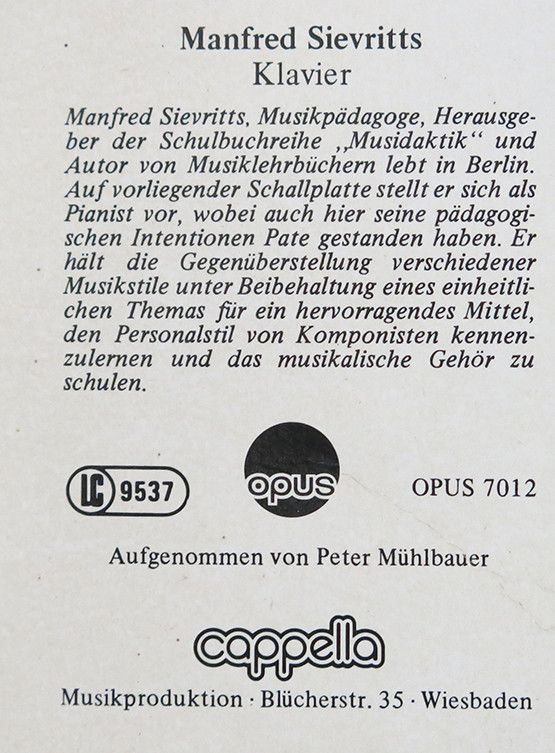 Manfred Sievritts
Klavier
Manfred Sievritts, Musikpädagoge, Herausge-
ber der Schulbuchreihe „Musidaktik“ und
Autor von Musiklehrbüchern lebt in Berlin.
Auf vorliegender Schallplatte stellt er sich als
Pianist vor, wobei auch hier seine pädagogi-
schen Intentionen Pate gestanden haben. Er
hält die Gegenüberstellung verschiedener
Musikstile unter Beibehaltung eines einheitli-
chen Themas für ein hervorragendes Mittel,
den Personalstil von Komponisten kennen-
zulernen und das musikalische Gehör zu
schulen.
LC 9537
opus
OPUS 7012
Aufgenommen von Peter Mühlbauer
cappella
Musikproduktion · Blücherstr. 35 · Wiesbaden